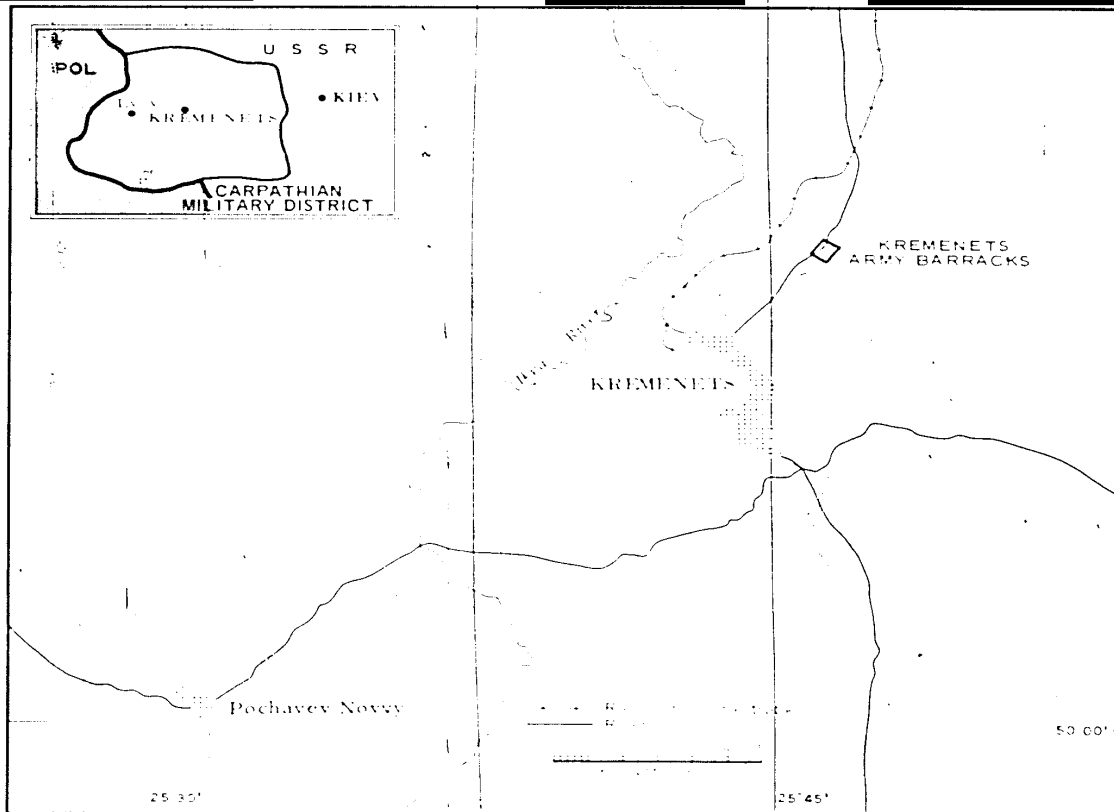 U S S R
POL
KIEV
KREMENETS
CARPATHIAN
MILITARY DISTRICT
KREMENETS
ARMY BARRACKS
KREMENETS
Pochayev Novyy
50 00'
25 30'
25°45'